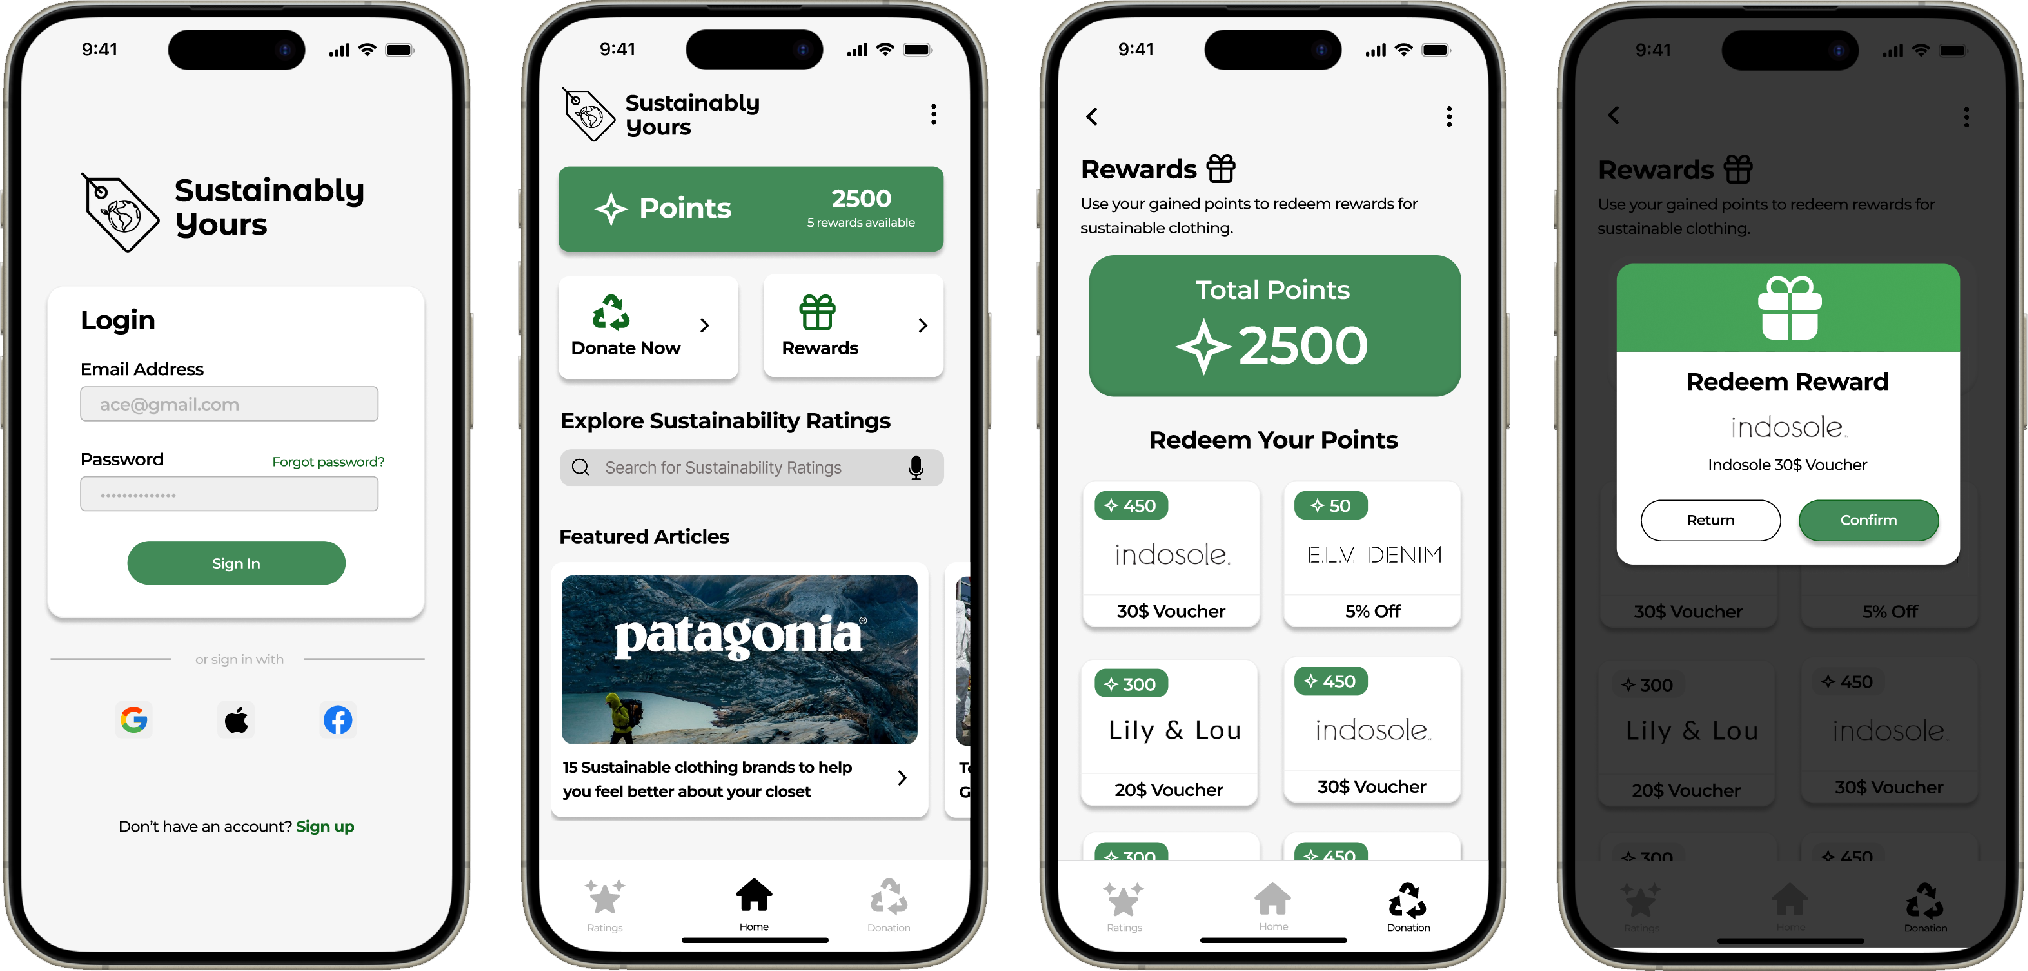 9:41
Sustainably
Yours
Login
Email Address
ace@gmail.com
Password
Forgot password?
Sign In
or sign in with
Don't have an account? Sign up
9:41
Sustainably
Yours
Points
2500
5 rewards available
Donate Now
Rewards
Explore Sustainability Ratings
Search for Sustainability Ratings
Featured Articles
patagonia®
15 Sustainable clothing brands to help
you feel better about your closet
Ratings
Home
Donation
9:41
Rewards
Use your gained points to redeem rewards for
sustainable clothing.
Total Points
2500
Redeem Your Points
450
indosole.
30$ Voucher
50
E.L.V. DENIM
5% Off
300
Lily & Lou
20$ Voucher
450
indosole.
30$ Voucher
300
450
Ratings
Home
Donation
9:41
Rewards
Use your gained points to redeem rewards for
sustainable clothing.
Redeem Reward
indosole.
Indosole 30$ Voucher
Return
Confirm
30$ Voucher
5% Off
300
Lily & Lou
20$ Voucher
450
indosole.
30$ Voucher
300
450
Ratings
Home
Donation